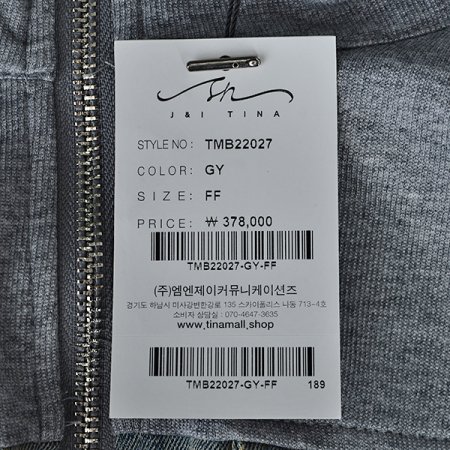 J & I TINA
STYLE NO : TMB22027
COLOR: GY
SIZE: FF
PRICE: ₩ 378,000
TMB22027-GY-FF
(주)엠엔제이커뮤니케이션즈
경기도 하남시 미사강변한강로 135 스카이폴리스 나동 713-4호
소비자 상담실 : 070-4647-3635
www.tinamall.shop
TMB22027-GY-FF 189